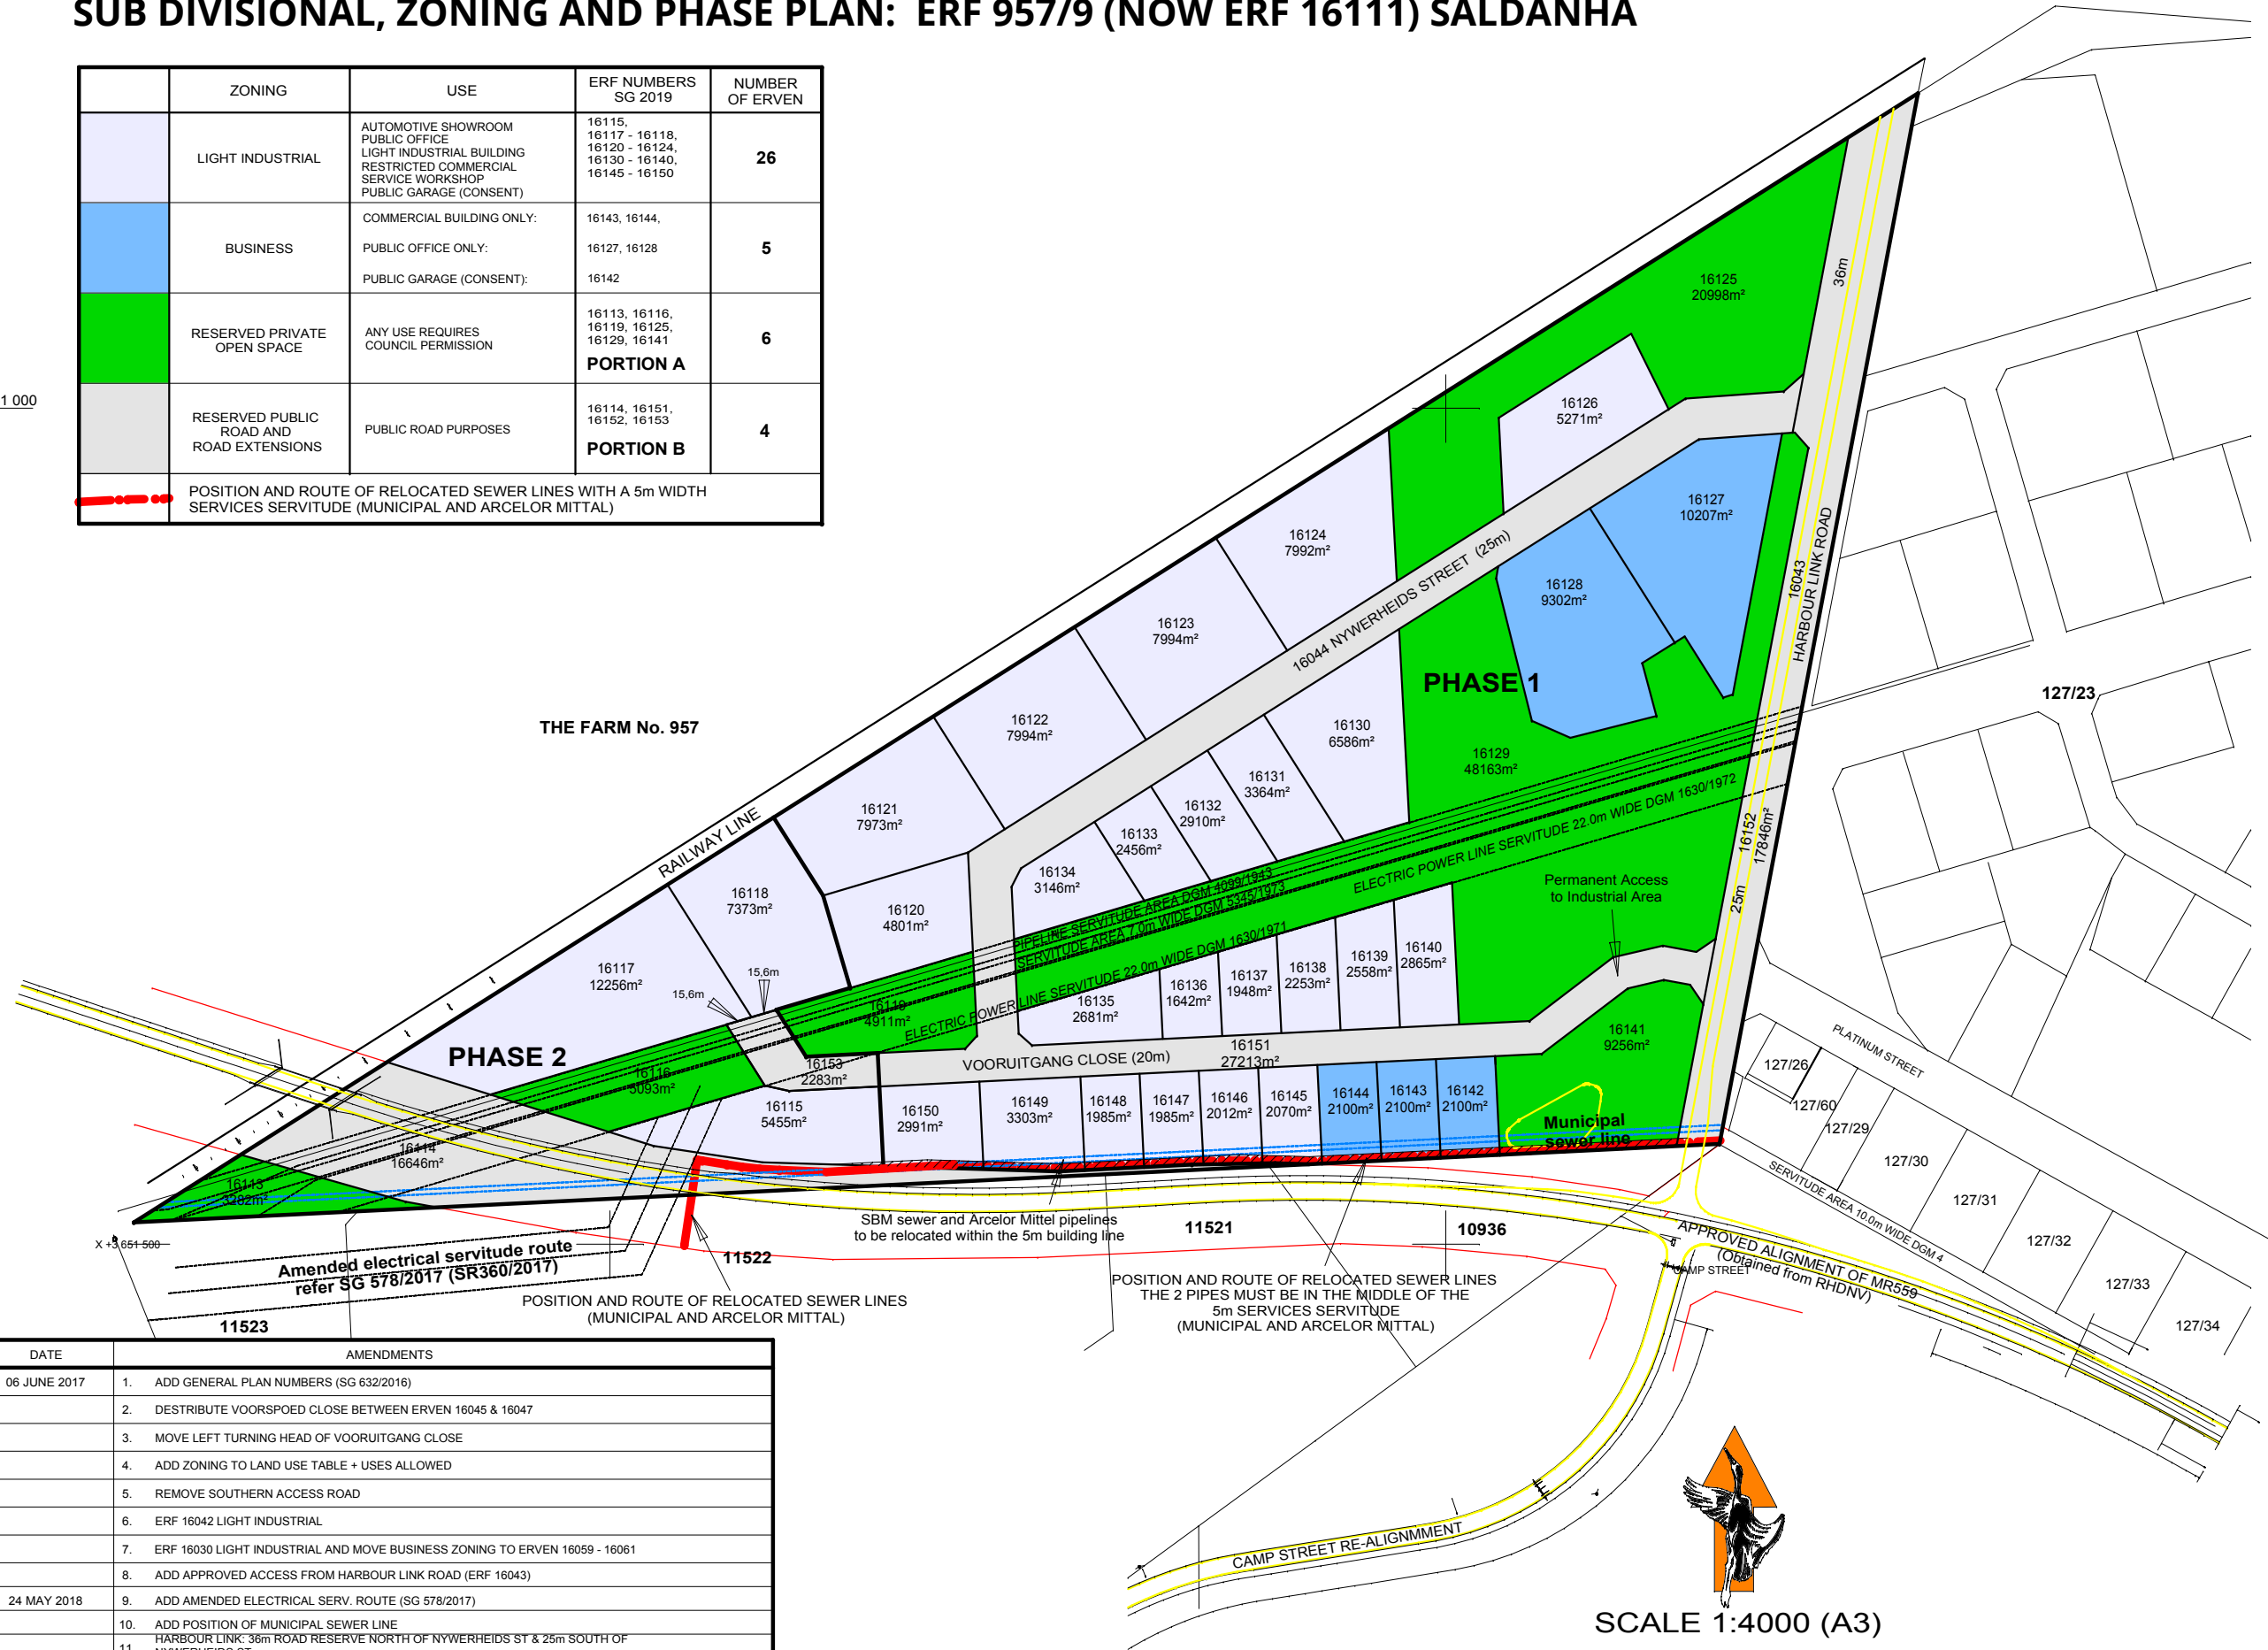 SUB DIVISIONAL, ZONING AND PHASE PLAN: ERF 957/9 (NOW ERF 16111) SALDANHA
ZONING
USE
ERF NUMBERS
SG 2019
NUMBER
OF ERVEN
LIGHT INDUSTRIAL
AUTOMOTIVE SHOWROOM
PUBLIC OFFICE
LIGHT INDUSTRIAL BUILDING
RESTRICTED COMMERCIAL
SERVICE WORKSHOP
PUBLIC GARAGE (CONSENT)
16115,
16117 - 16118,
16120 - 16124,
16130 - 16140,
16145 - 16150
26
BUSINESS
COMMERCIAL BUILDING ONLY:
16143, 16144,
PUBLIC OFFICE ONLY:
16127, 16128
PUBLIC GARAGE (CONSENT):
16142
5
RESERVED PRIVATE
OPEN SPACE
ANY USE REQUIRES
COUNCIL PERMISSION
16113, 16116,
16119, 16125,
16129, 16141
PORTION A
6
RESERVED PUBLIC
ROAD AND
ROAD EXTENSIONS
PUBLIC ROAD PURPOSES
16114, 16151,
16152, 16153
PORTION B
4
POSITION AND ROUTE OF RELOCATED SEWER LINES WITH A 5m WIDTH
SERVICES SERVITUDE (MUNICIPAL AND ARCELOR MITTAL)
1 000
16125
20998m²
36m
16126
5271m²
16127
10207m²
16124
7992m²
16128
9302m²
16044 NYWERHEIDS STREET (25m)
16043
HARBOUR LINK ROAD
16123
7994m²
PHASE 1
127/23
THE FARM No. 957
16122
7994m²
16130
6586m²
16129
48163m²
16131
3364m²
16132
2910m²
16121
7973m²
16133
2456m²
RAILWAY LINE
16152
17846m²
25m
ELECTRIC POWER LINE SERVITUDE 22.0m WIDE DGM 1630/1972
16134
3146m²
16118
7373m²
16120
4801m²
PIPELINE SERVITUDE AREA DGM 4099/1943
SERVITUDE AREA 7.0m WIDE DGM 5345/1973
ELECTRIC POWER LINE SERVITUDE 22.0m WIDE DGM 1630/1971
Permanent Access
to Industrial Area
16117
12256m²
15,6m
15,6m
16119
4911m²
16135
2681m²
16136
1642m²
16137
1948m²
16138
2253m²
16139
2558m²
16140
2865m²
16141
9256m²
PHASE 2
VOORUITGANG CLOSE (20m)
16151
27213m²
16153
2283m²
16116
5093m²
16115
5455m²
16150
2991m²
16149
3303m²
16148
1985m²
16147
1985m²
16146
2012m²
16145
2070m²
16144
2100m²
16143
2100m²
16142
2100m²
Municipal
sewer line
16114
16646m²
16113
3282m²
PLATINUM STREET
127/26
127/60
127/29
127/30
127/31
127/32
127/33
127/34
SERVITUDE AREA 10.0m WIDE DGM 4
X +3 651 500
Amended electrical servitude route
refer SG 578/2017 (SR360/2017)
11523
11522
SBM sewer and Arcelor Mittel pipelines
to be relocated within the 5m building line
11521
10936
APPROVED ALIGNMENT OF MR559
(Obtained from RHDNV)
CAMP STREET
POSITION AND ROUTE OF RELOCATED SEWER LINES
(MUNICIPAL AND ARCELOR MITTAL)
POSITION AND ROUTE OF RELOCATED SEWER LINES
THE 2 PIPES MUST BE IN THE MIDDLE OF THE
5m SERVICES SERVITUDE
(MUNICIPAL AND ARCELOR MITTAL)
DATE
AMENDMENTS
06 JUNE 2017
1. ADD GENERAL PLAN NUMBERS (SG 632/2016)
2. DESTRIBUTE VOORSPOED CLOSE BETWEEN ERVEN 16045 & 16047
3. MOVE LEFT TURNING HEAD OF VOORUITGANG CLOSE
4. ADD ZONING TO LAND USE TABLE + USES ALLOWED
5. REMOVE SOUTHERN ACCESS ROAD
6. ERF 16042 LIGHT INDUSTRIAL
7. ERF 16030 LIGHT INDUSTRIAL AND MOVE BUSINESS ZONING TO ERVEN 16059 - 16061
8. ADD APPROVED ACCESS FROM HARBOUR LINK ROAD (ERF 16043)
24 MAY 2018
9. ADD AMENDED ELECTRICAL SERV. ROUTE (SG 578/2017)
10. ADD POSITION OF MUNICIPAL SEWER LINE
11. HARBOUR LINK: 36m ROAD RESERVE NORTH OF NYWERHEIDS ST & 25m SOUTH OF
CAMP STREET RE-ALIGNMMENT
SCALE 1:4000 (A3)